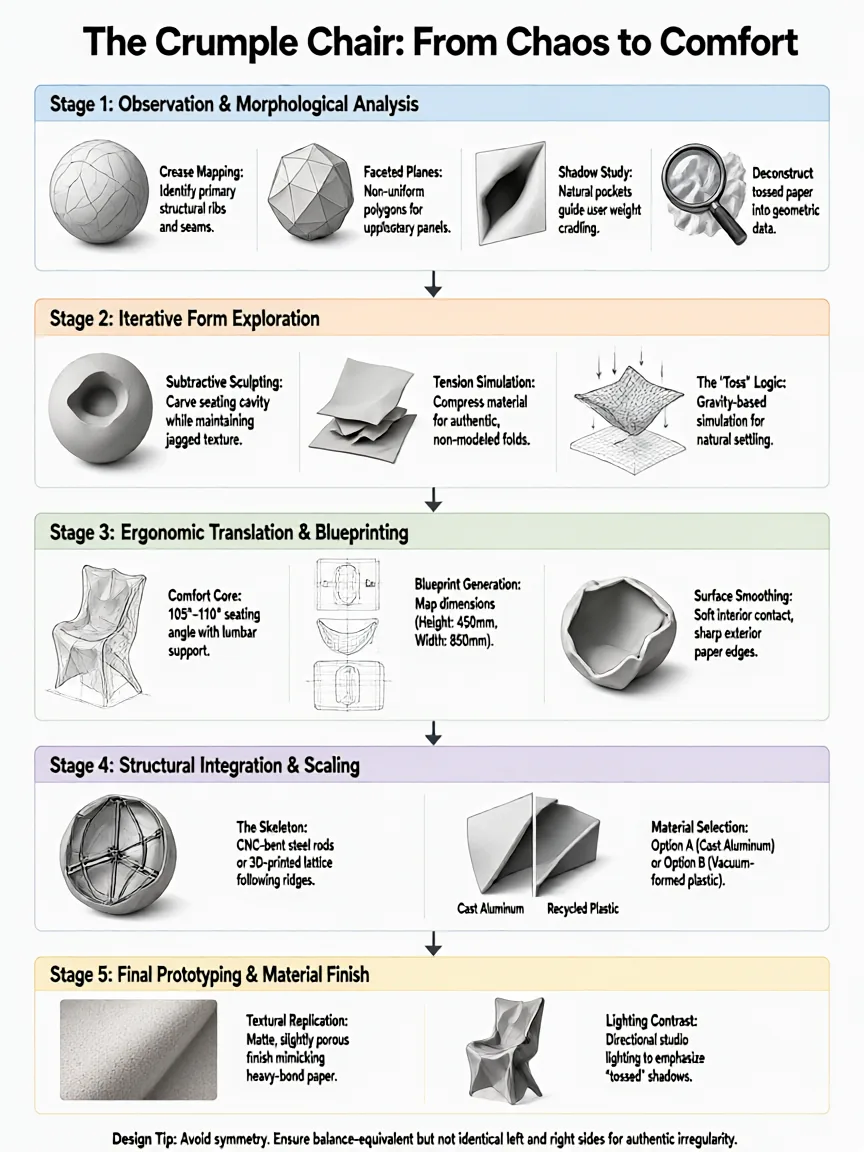 The Crumple Chair: From Chaos to Comfort
Stage 1: Observation & Morphological Analysis
Crease Mapping:
Identify primary
structural ribs
and seams.
Faceted Planes:
Non-uniform
polygons for
upplæctary panels.
Shadow Study:
Natural pockets
guide user weight
cradling.
Deconstruct
tossed paper
into geometric
data.
Stage 2: Iterative Form Exploration
Subtractive Sculpting:
Carve seating cavity
while maintaining
jagged texture.
Tension Simulation:
Compress material
for authentic,
non-modeled folds.
The "Toss" Logic:
Gravity-based
simulation for
natural settling.
Stage 3: Ergonomic Translation & Blueprinting
Comfort Core:
105°–110° seating
angle with lumbar
support.
Blueprint Generation:
Map dimensions
(Height: 450mm,
Width: 850mm).
Surface Smoothing:
Soft interior contact,
sharp exterior
paper edges.
Stage 4: Structural Integration & Scaling
The Skeleton:
CNC-bent steel rods
or 3D-printed lattice
following ridges.
Cast Aluminum
Recycled Plastic
Material Selection:
Option A (Cast Aluminum)
or Option B (Vacuum-
formed plastic).
Stage 5: Final Prototyping & Material Finish
Textural Replication:
Matte, slightly porous
finish mimicking
heavy-bond paper.
Lighting Contrast:
Directional studio
lighting to emphasize
"tossed" shadows.
Design Tip: Avoid symmetry. Ensure balance-equivalent but not identical left and right sides for authentic irregularity.